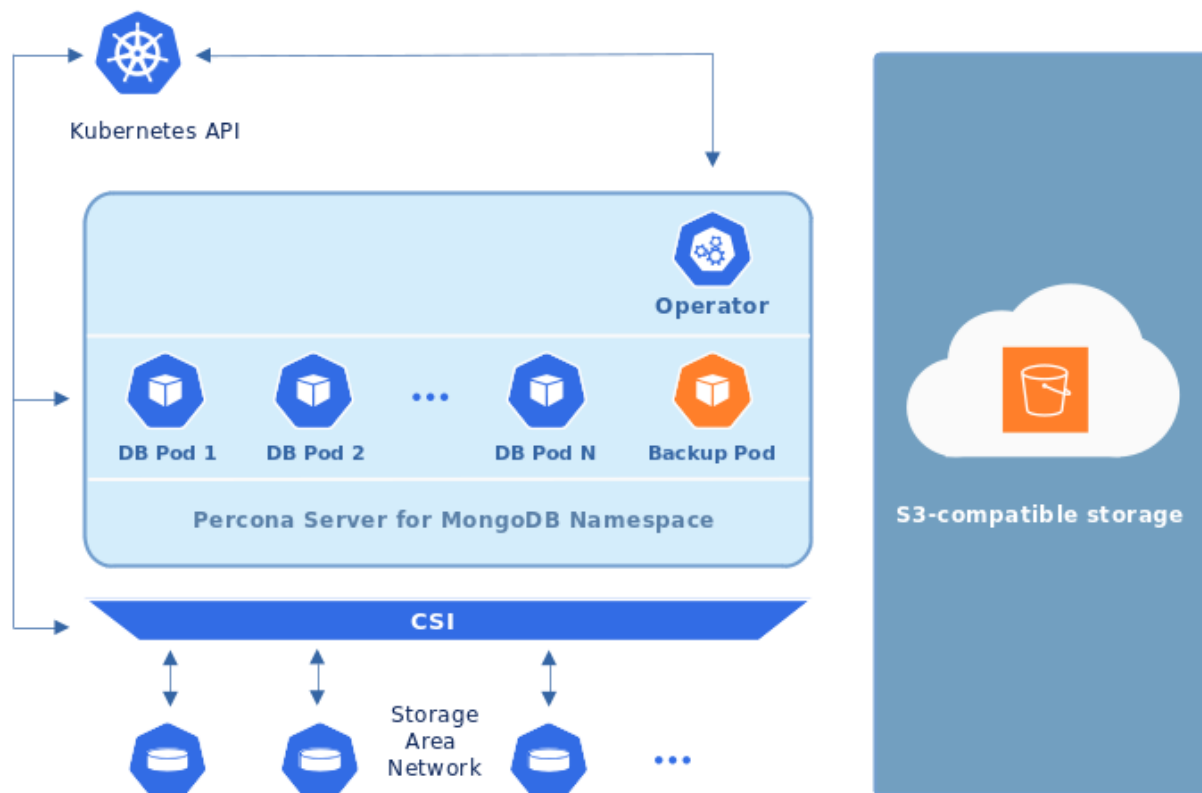 Kubernetes API
Operator
DB Pod 1
DB Pod 2
DB Pod N
Backup Pod
Percona Server for MongoDB Namespace
S3-compatible storage
CSI
Storage
Area
Network